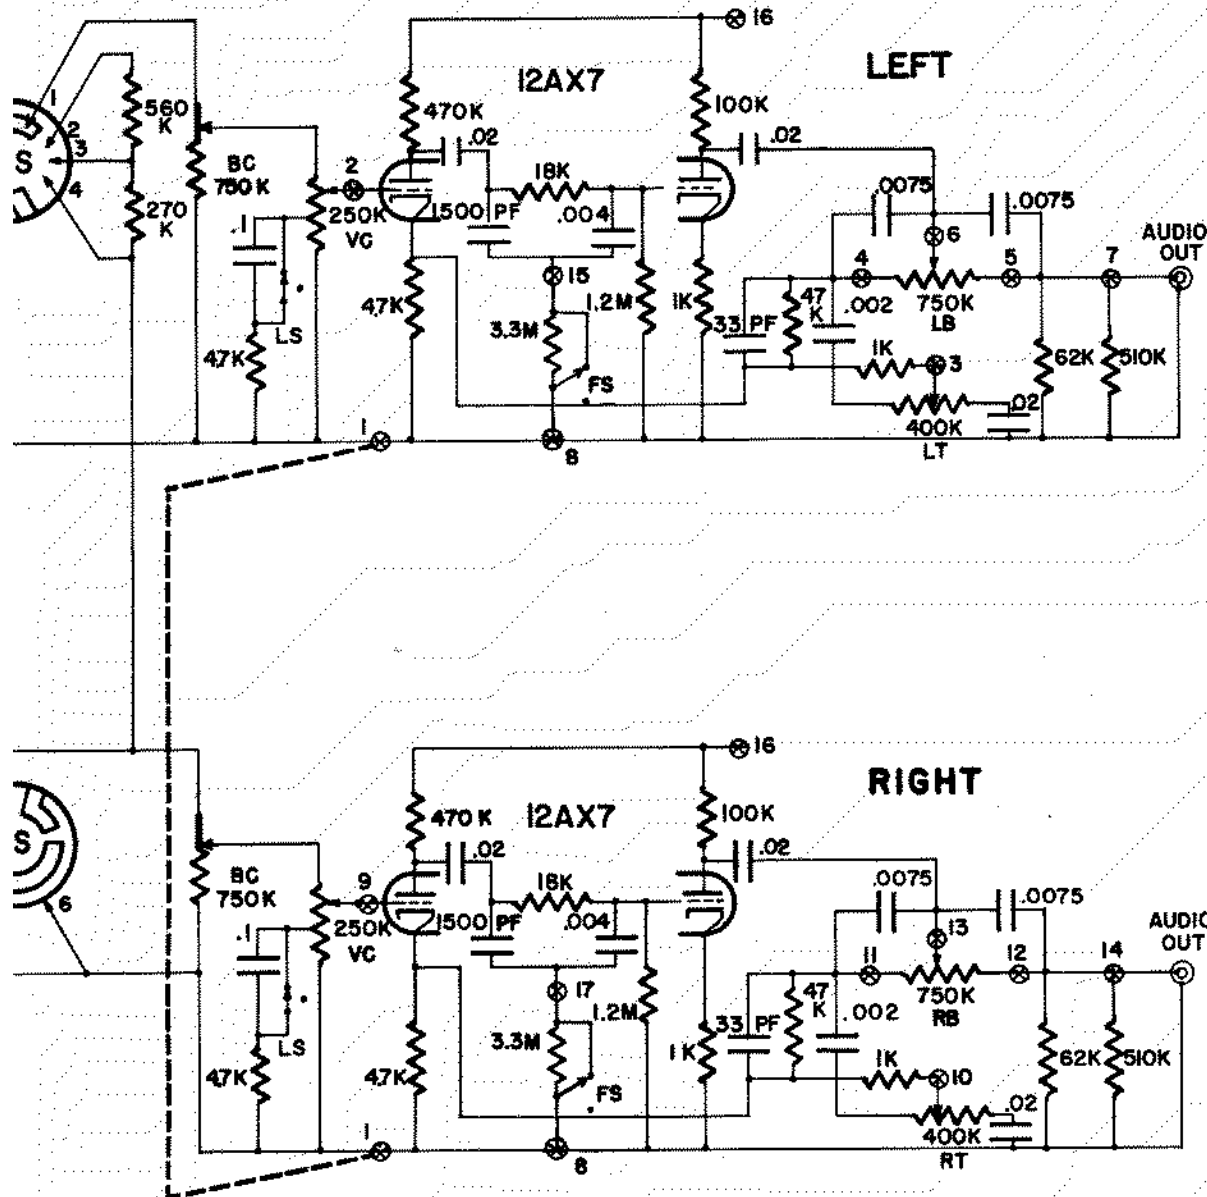 16
LEFT
12AX7
1
560
K
470K
100K
2
.02
.02
3
S
BC
750K
2
18K
4
.0075
.0075
270
K
.1
250K
VC
1500 PF
.004
6
AUDIO
OUT
15
4
5
7
1.2M
47
K
.002
750K
LB
47K
3.3M
1K
33 PF
LS
1K
3
62K
510K
47K
FS
.02
400K
LT
1
8
16
RIGHT
470K
12AX7
100K
.02
.02
S
BC
750K
9
18K
.0075
.0075
6
.1
250K
VC
1500 PF
.004
13
AUDIO
OUT
11
12
14
17
1.2M
47
K
.002
750K
RB
3.3M
33 PF
LS
1K
62K
510K
47K
47K
1K
10
FS
.02
400K
RT
1
8